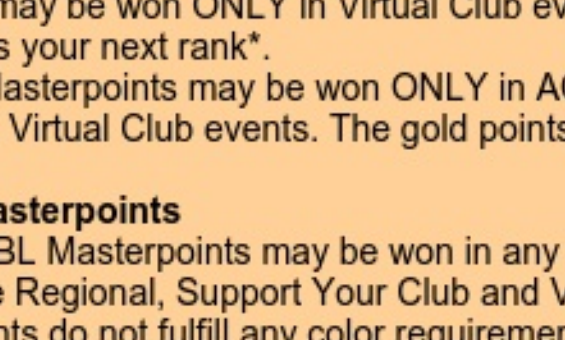 may be won ONLY in Virtual Club ev
s your next rank*.
asterpoints may be won ONLY in AC
Virtual Club events. The gold points
asterpoints
BL Masterpoints may be won in any
e Regional, Support Your Club and V
nts do not fulfill any color requiremen